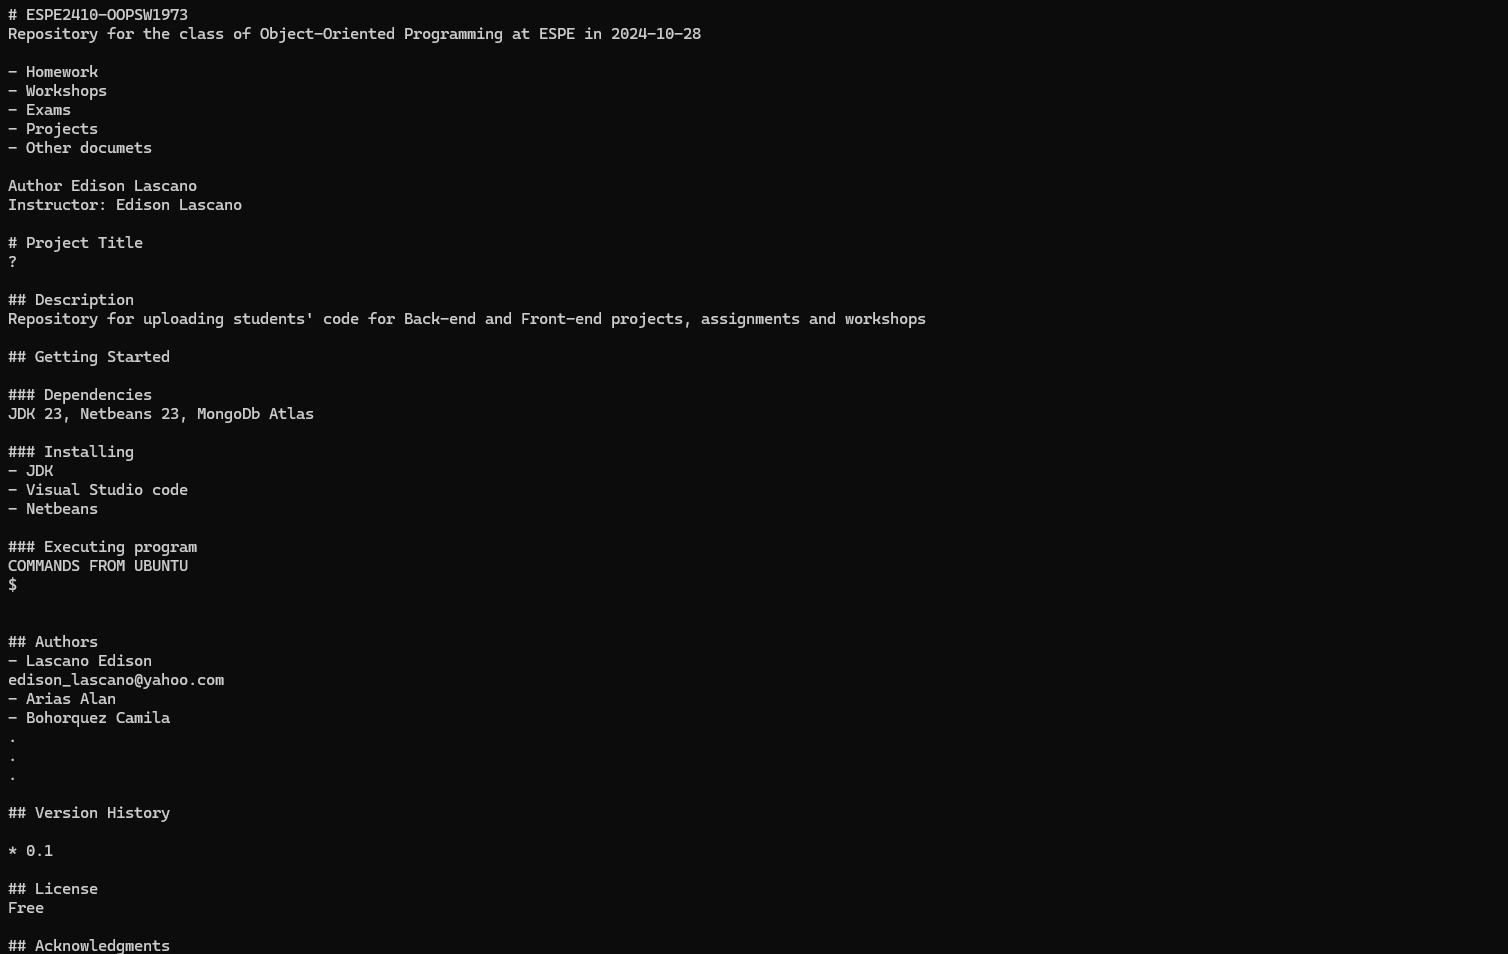 # ESPE2410-OOPSW1973
Repository for the class of Object-Oriented Programming at ESPE in 2024-10-28
- Homework
- Workshops
- Exams
- Projects
- Other documets
Author Edison Lascano
Instructor: Edison Lascano
# Project Title
?
## Description
Repository for uploading students' code for Back-end and Front-end projects, assignments and workshops
## Getting Started
### Dependencies
JDK 23, Netbeans 23, MongoDb Atlas
### Installing
- JDK
- Visual Studio code
- Netbeans
### Executing program
COMMANDS FROM UBUNTU
$
## Authors
- Lascano Edison
edison_lascano@yahoo.com
- Arias Alan
- Bohorquez Camila
.
.
.
## Version History
* 0.1
## License
Free
## Acknowledgments